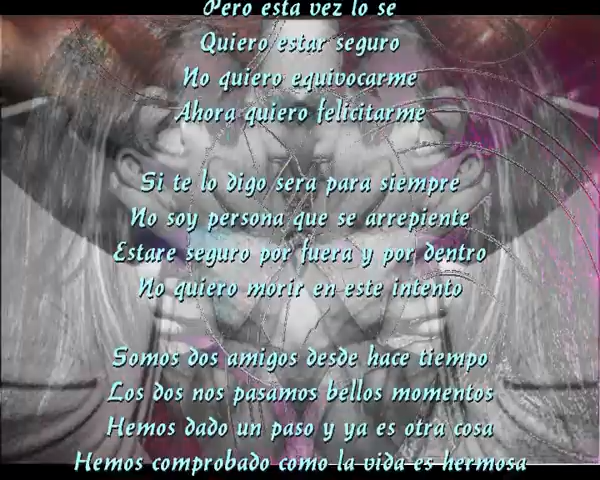 Pero esta vez lo se
Quiero estar seguro
No quiero equivocarme
Ahora quiero felicitarme
Si te lo digo sera para siempre
No soy persona que se arrepiente
Estare seguro por fuera y por dentro
No quiero morir en este intento
Somos dos amigos desde hace tiempo
Los dos nos pasamos bellos momentos
Hemos dado un paso y ya es otra cosa
Hemos comprobado como la vida es hermosa